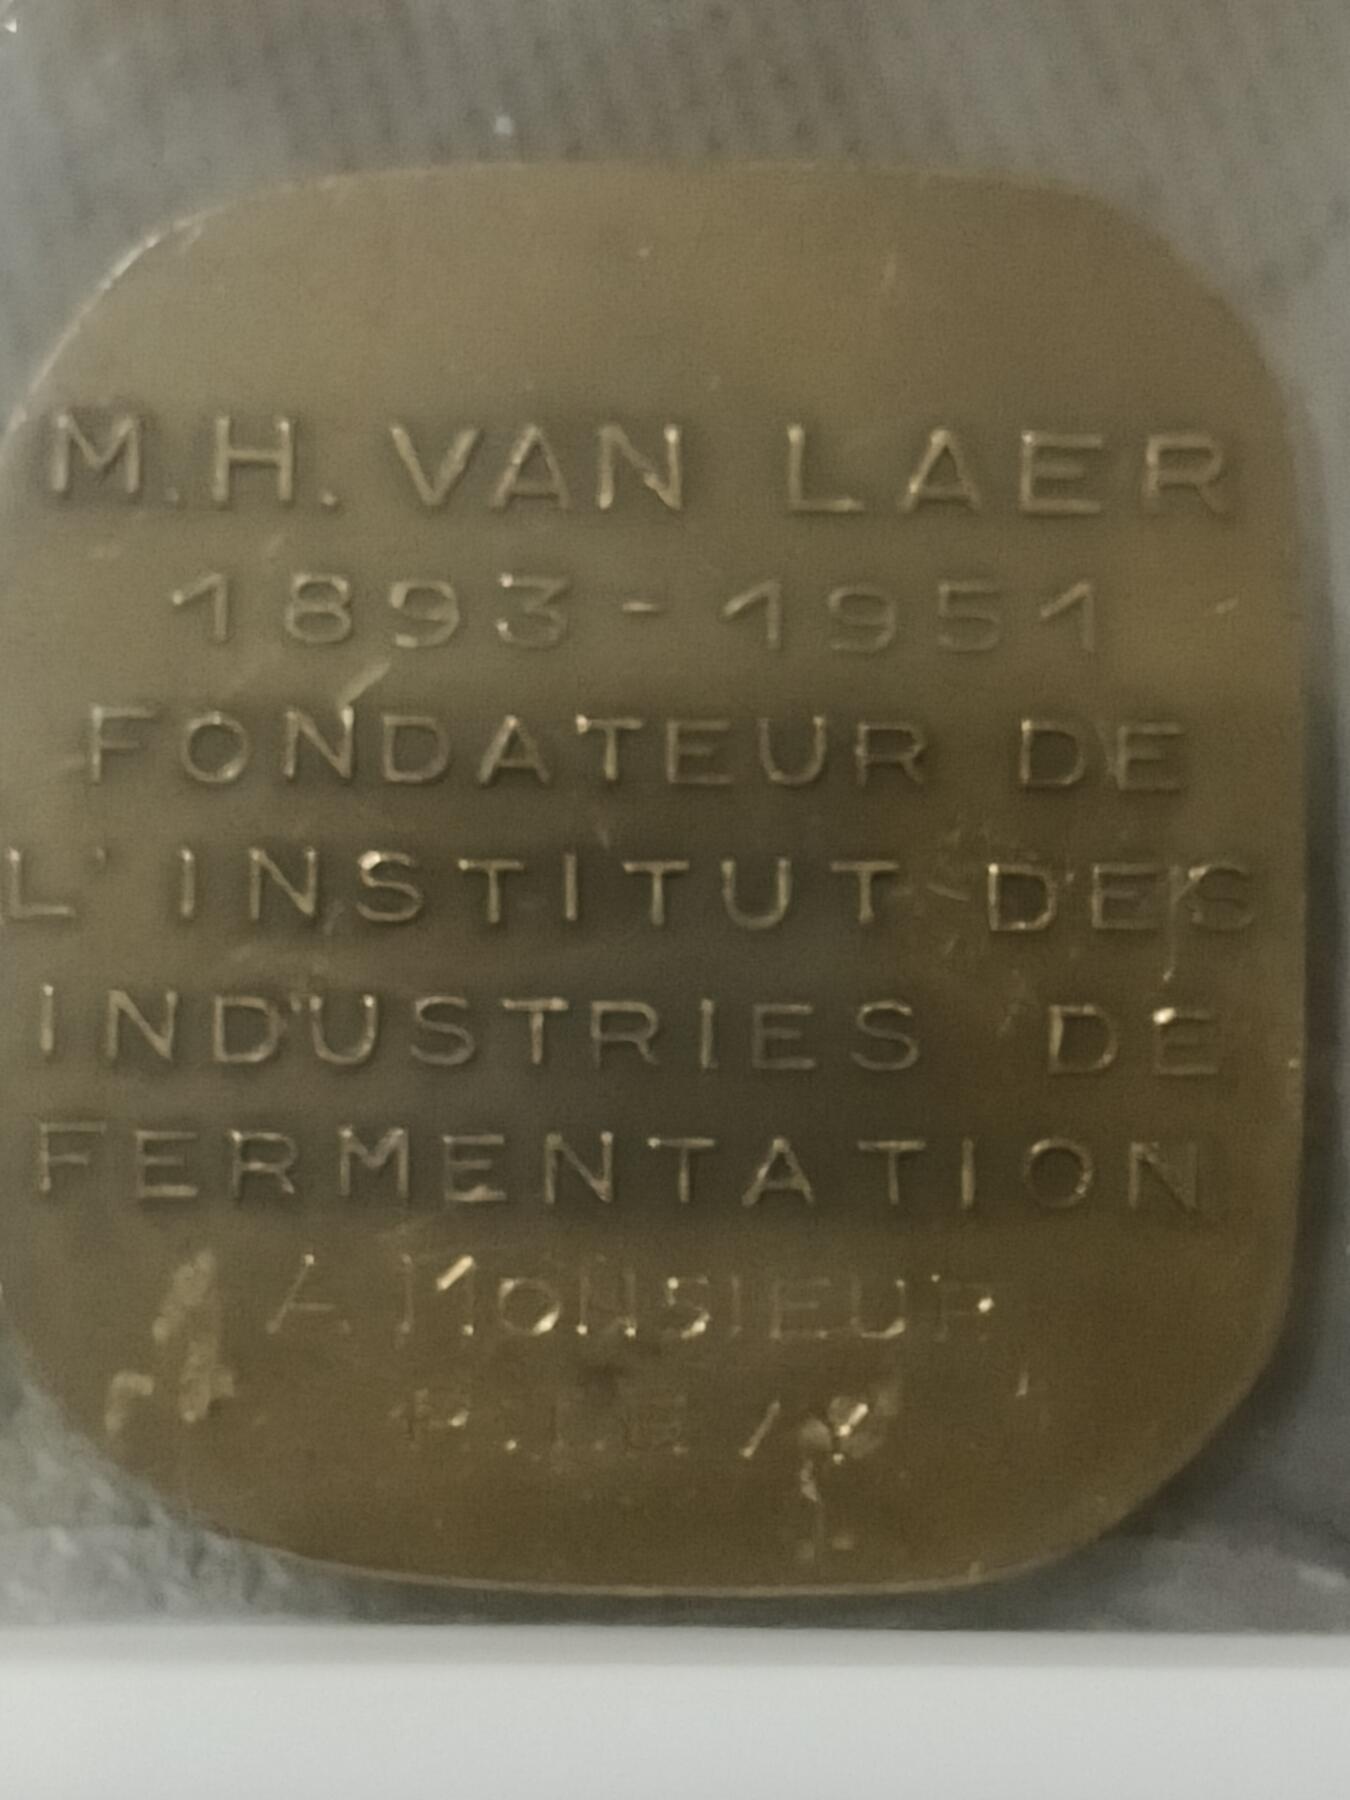 M.H. VAN LAER
1893-1951
FONDATEUR DE
L'INSTITUT DES
INDUSTRIES DE
FERMENTATION
A MONSIEUR